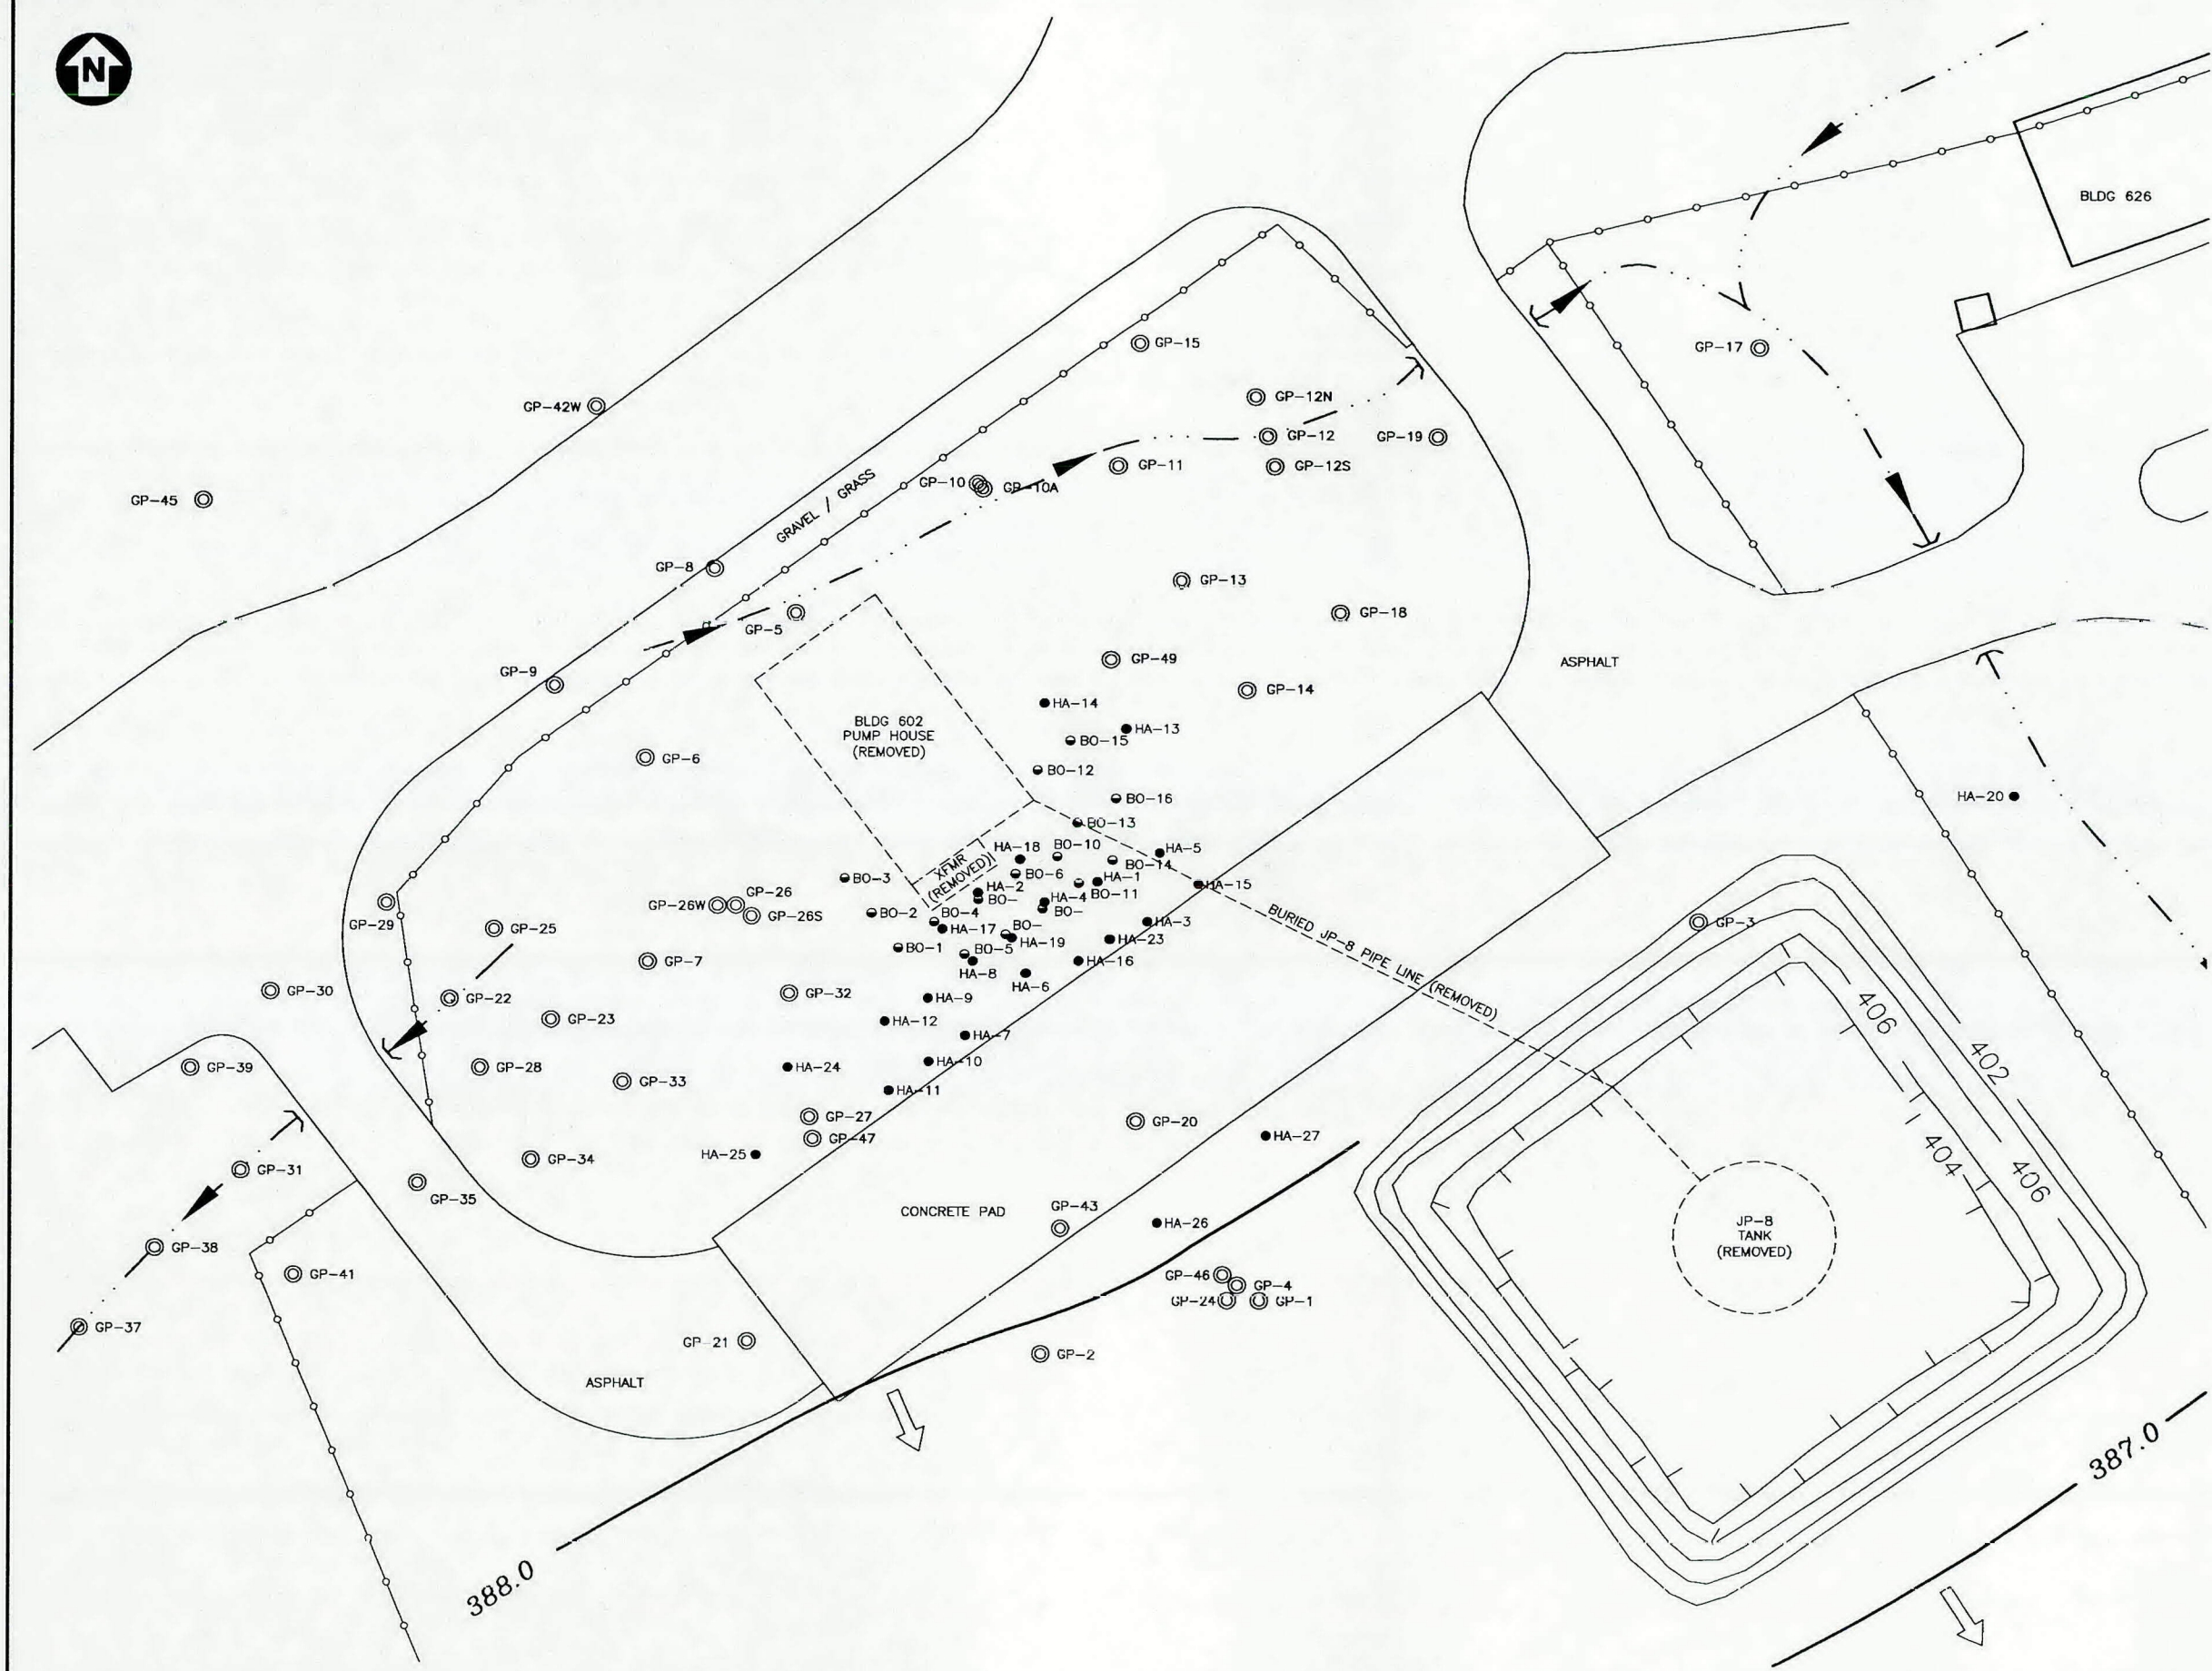 N
BLDG 626
GP-15
GP-17
GP-42W
GP-12N
GP-12
GP-19
GP-12S
GP-11
GP-10
GP-10A
GP-45
GRAVEL / GRASS
GP-8
GP-13
GP-18
GP-5
GP-49
ASPHALT
GP-9
GP-14
HA-14
BLDG 602
PUMP HOUSE
(REMOVED)
HA-13
BO-15
GP-6
BO-12
BO-16
HA-20
BO-13
HA-18
BO-10
HA-5
BO-14
XFMR
(REMOVED)
BO-3
BO-6
HA-1
HA-15
GP-26
HA-2
BO-11
GP-26W
BO-
HA-4
BO-
GP-26S
BO-2
BO-4
BURIED JP-8 PIPE LINE (REMOVED)
HA-3
GP-3
GP-29
GP-25
HA-17
BO-
HA-19
HA-23
BO-1
BO-5
GP-7
HA-16
HA-8
HA-6
GP-30
GP-32
GP-22
HA-9
406
GP-23
HA-12
HA-7
402
GP-39
GP-28
HA-24
HA-10
GP-33
HA-11
GP-27
GP-20
GP-47
HA-27
HA-25
404
406
GP-34
GP-31
GP-35
CONCRETE PAD
GP-43
HA-26
JP-8
TANK
(REMOVED)
GP-38
GP-41
GP-46
GP-4
GP-24
GP-1
GP-37
GP-21
GP-2
ASPHALT
387.0
388.0